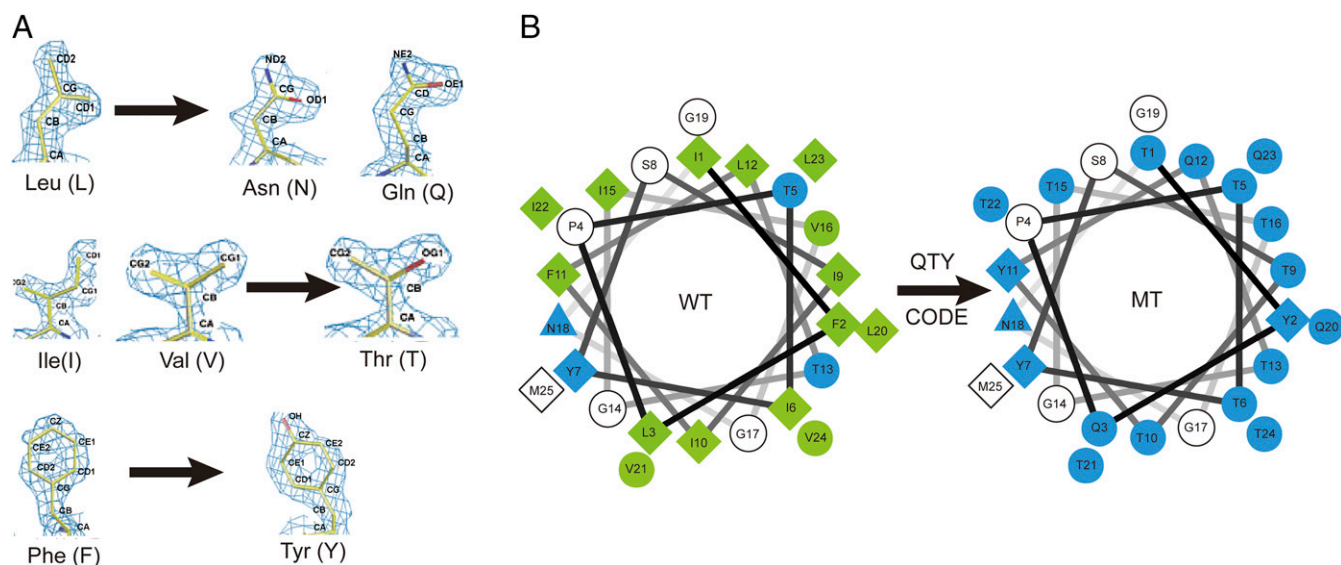 A
CD2
CG
CD1
CB
CA
Leu (L)
ND2
CG
OD1
CB
CA
Asn (N)
NE2
OE1
CD
CG
CB
CA
Gln (Q)
CD1
CG2
CG1
CB
CA
Ile(I)
CG2
CG1
CB
CA
Val (V)
CG2
OG1
CB
CA
Thr (T)
CZ
CE1
CE2
CD2
CD1
CG
CB
CA
Phe (F)
OH
CZ
CE2
CE1
CD2
CD1
CG
CB
CA
Tyr (Y)
B
G19
I1
S8
L12
L23
I15
T5
I22
P4
V16
F11
I9
WT
N18
F2
L20
Y7
T13
M25
G14
I6
L3
I10
G17
V24
V21
QTY
CODE
G19
T1
S8
Q12
Q23
T15
T5
T22
P4
T16
Y11
T9
MT
N18
Y2
Q20
Y7
T13
M25
G14
T6
Q3
T10
G17
T24
T21